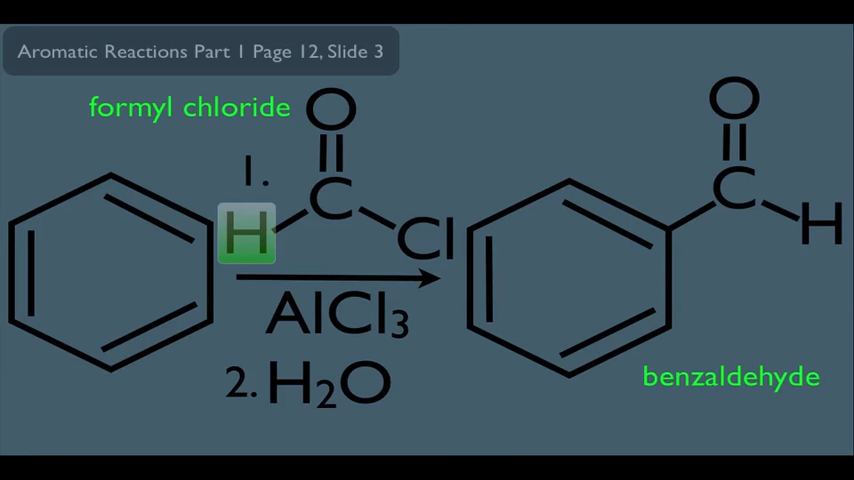 Aromatic Reactions Part 1 Page 12, Slide 3
formyl chloride
O
O
1.
C
C
H
Cl
H
AlCl₃
2. H₂O
benzaldehyde